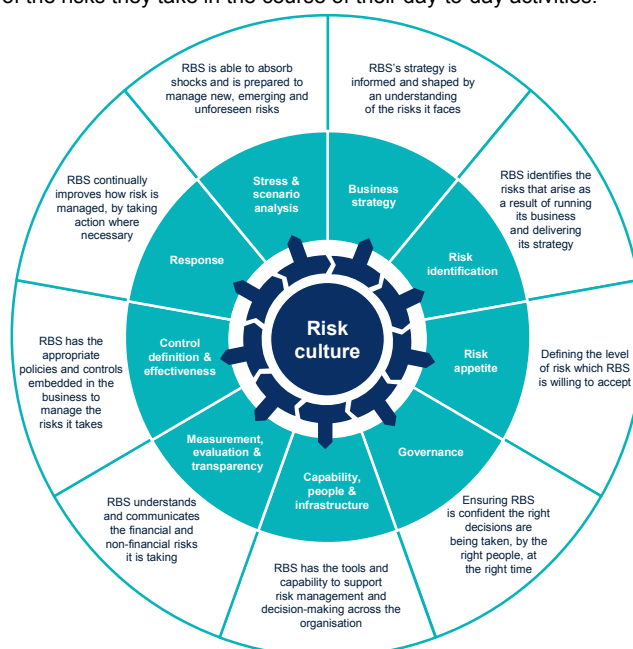 of the risks they take in the course of their day-to-day activities.
RBS is able to absorb
shocks and is prepared to
manage new, emerging and
unforeseen risks
RBS's strategy is
informed and shaped by
an understanding
of the risks it faces
RBS continually
improves how risk is
managed, by taking
action where
necessary
Stress &
scenario
analysis
Business
strategy
RBS identifies the
risks that arise as
a result of running
its business
and delivering
its strategy
Response
Risk
identification
RBS has the
appropriate
policies and controls
embedded in the
business to
manage the
risks it takes
Control
definition &
effectiveness
Risk
culture
Risk
appetite
Defining the level
of risk which RBS
is willing to accept
Measurement,
evaluation &
transparency
Capability,
people &
infrastructure
Governance
RBS understands
and communicates
the financial and
non-financial risks
it is taking
RBS has the tools and
capability to support
risk management and
decision-making across the
organisation
Ensuring RBS
is confident the right
decisions are
being taken, by the
right people, at
the right time